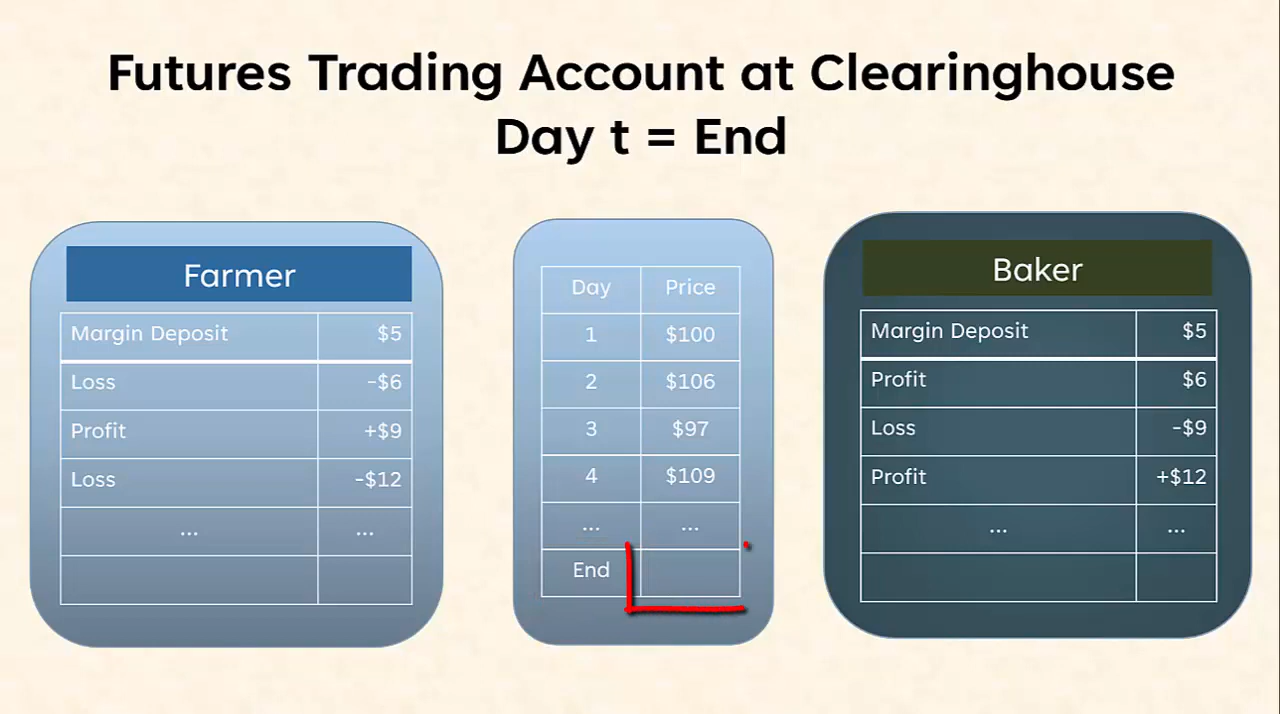 Futures Trading Account at Clearinghouse
Day t = End
Farmer
Margin Deposit $5
Loss -$6
Profit +$9
Loss -$12
... ...
Day Price
1 $100
2 $106
3 $97
4 $109
... ...
End
Baker
Margin Deposit $5
Profit $6
Loss -$9
Profit +$12
... ...